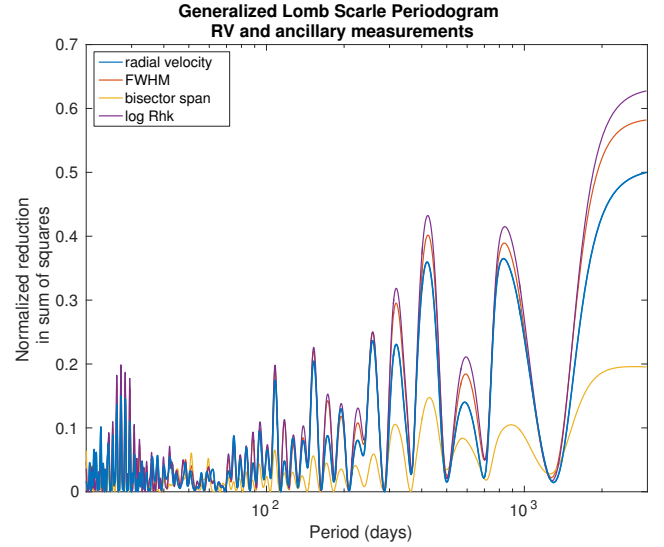 Generalized Lomb Scarle Periodogram
RV and ancillary measurements
0.7
0.6
0.5
0.4
0.3
0.2
0.1
0
Normalized reduction
in sum of squares
radial velocity
FWHM
bisector span
log Rhk
10²
10³
Period (days)